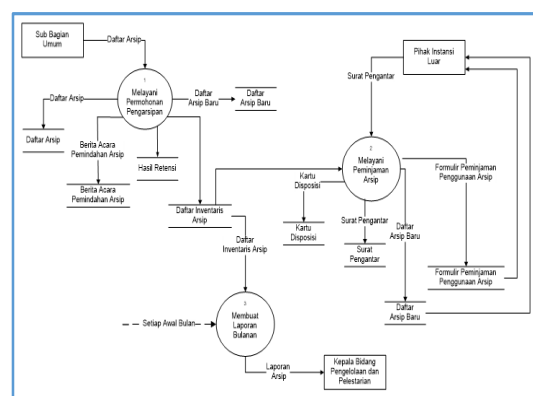 Sub Bagian
Umum
Daftar Arsip
Pihak Instansi
Luar
Surat Pengantar
1
Melayani
Permohonan
Pengarsipan
Daftar Arsip
Daftar
Arsip Baru
Daftar
Arsip Baru
Daftar Arsip
Berita Acara
Pemindahan Arsip
Berita Acara
Pemindahan Arsip
Hasil Retensi
Daftar Inventaris
Arsip
2
Melayani
Peminjaman
Arsip
Kartu
Disposisi
Kartu
Disposisi
Surat Pengantar
Surat
Pengantar
Daftar
Arsip Baru
Daftar
Arsip Baru
Formulir Peminjaman
Penggunaan Arsip
Formulir Peminjaman
Penggunaan Arsip
Daftar
Inventaris Arsip
Setiap Awal Bulan
3
Membuat
Laporan
Bulanan
Laporan
Arsip
Kepala Bidang
Pengelolaan dan
Pelestarian